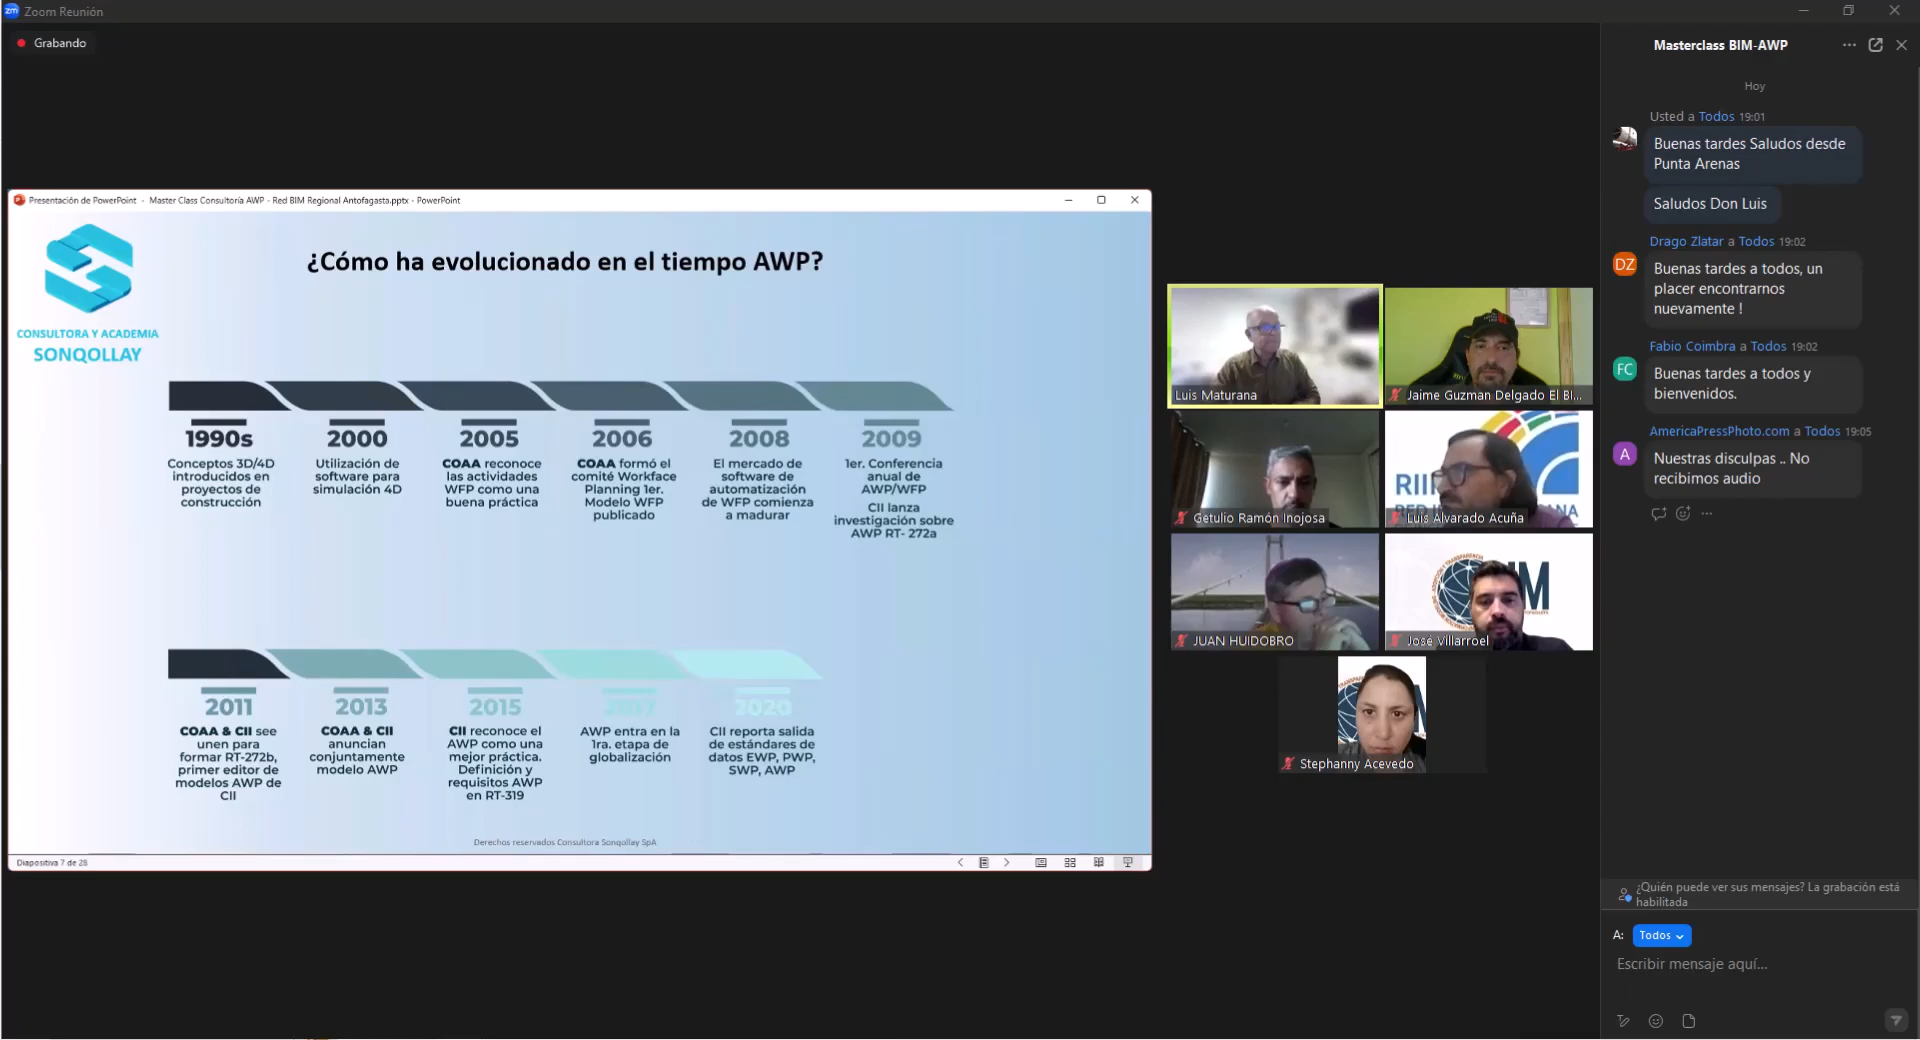 Zoom Reunión
Grabando
Presentación de PowerPoint - Master Class Consultoría AWP - Red BIM Regional Antofagasta.pptx - PowerPoint
CONSULTORA Y ACADEMIA
SONQOLLAY
¿Cómo ha evolucionado en el tiempo AWP?
1990s
Conceptos 3D/4D
introducidos en
proyectos de
construcción
2000
Utilización de
software para
simulación 4D
2005
COAA reconoce
las actividades
WFP como una
buena práctica
2006
COAA formó el
comité Workface
Planning 1er.
Modelo WFP
publicado
2008
El mercado de
software de
automatización
de WFP comienza
a madurar
2009
1er. Conferencia
anual de
AWP/WFP
CII lanza
investigación sobre
AWP RT- 272a
2011
COAA & CII see
unen para
formar RT-272b,
primer editor de
modelos AWP de
CII
2013
COAA & CII
anuncian
conjuntamente
modelo AWP
2015
CII reconoce el
AWP como una
mejor práctica.
Definición y
requisitos AWP
en RT-319
2017
AWP entra en la
1ra. etapa de
globalización
2020
CII reporta salida
de estándares de
datos EWP, PWP,
SWP, AWP
Derechos reservados Consultora Sonqollay SpA
Diapositiva 7 de 28
Luis Maturana
Jaime Guzman Delgado El BI...
Getulio Ramón Inojosa
Luis Alvarado Acuña
JUAN HUIDOBRO
José Villarroel
Stephanny Acevedo
Masterclass BIM-AWP
Hoy
Usted a Todos 19:01
Buenas tardes Saludos desde
Punta Arenas
Saludos Don Luis
Drago Zlatar a Todos 19:02
DZ
Buenas tardes a todos, un
placer encontrarnos
nuevamente !
Fabio Coimbra a Todos 19:02
FC
Buenas tardes a todos y
bienvenidos.
AmericaPressPhoto.com a Todos 19:05
A
Nuestras disculpas .. No
recibimos audio
¿Quién puede ver sus mensajes? La grabación está
habilitada
A: Todos
Escribir mensaje aquí...